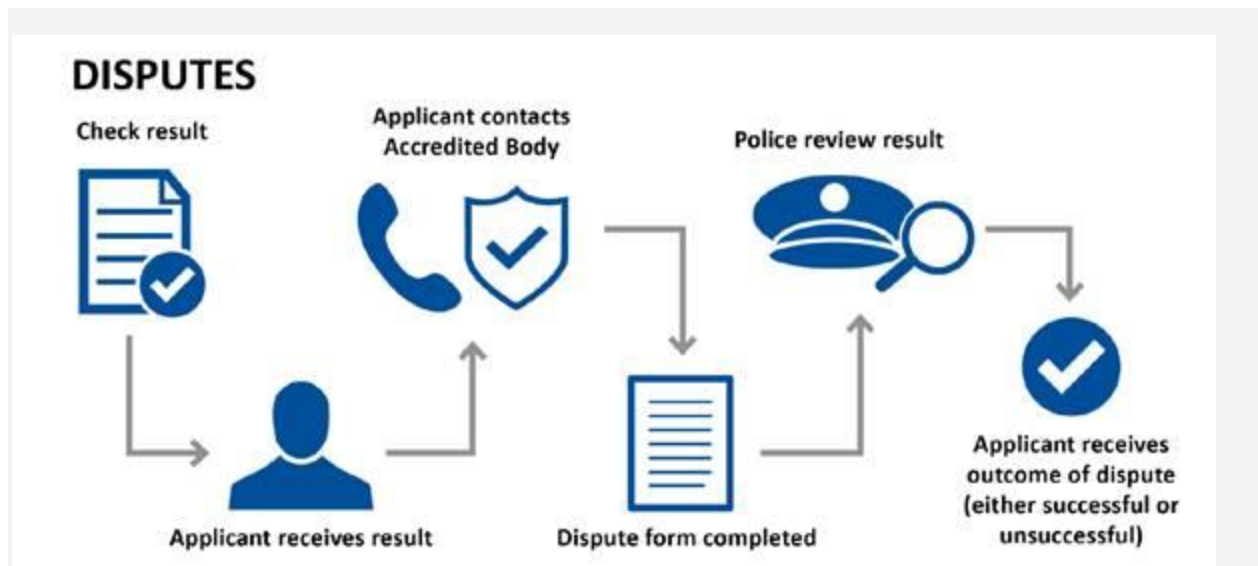 DISPUTES
Check result
Applicant receives result
Applicant contacts
Accredited Body
Dispute form completed
Police review result
Applicant receives
outcome of dispute
(either successful or
unsuccessful)